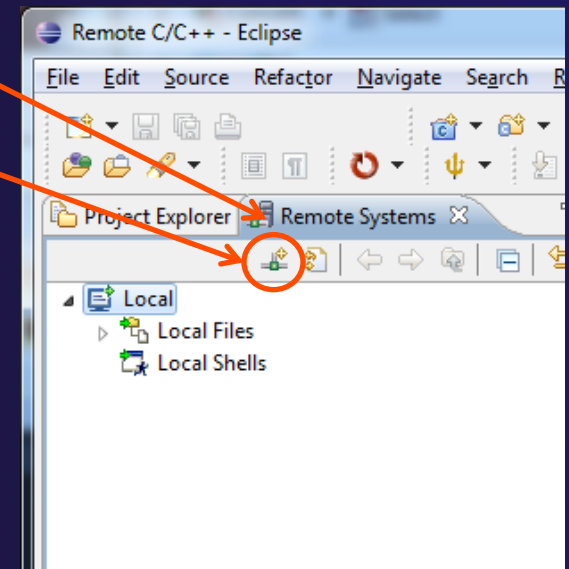 Remote C/C++ - Eclipse
File Edit Source Refactor Navigate Search R
Project Explorer Remote Systems
Local
Local Files
Local Shells